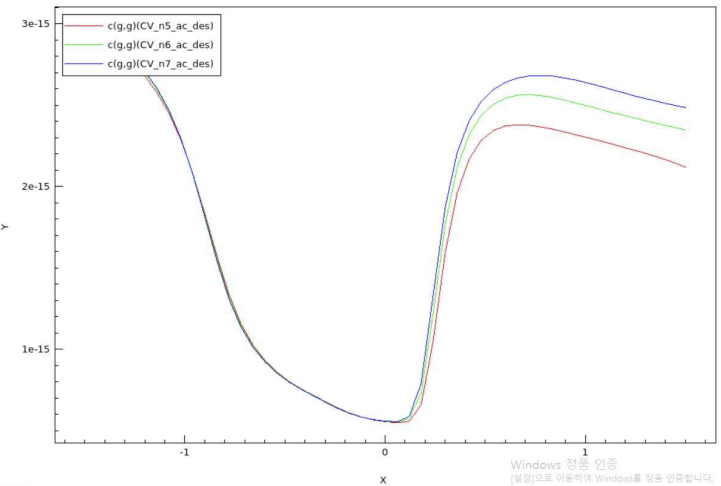 3e-15
c(g,g)(CV_n5_ac_des)
c(g,g)(CV_n6_ac_des)
c(g,g)(CV_n7_ac_des)
2e-15
Y
1e-15
-1
0
1
X
Windows 정품 인증
[설정]으로 이동하여 Windows를 정품 인증합니다.